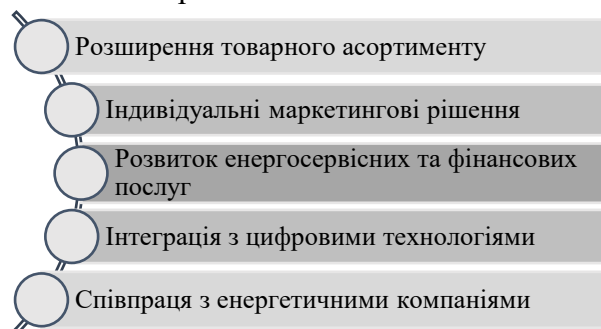 Розширення товарного асортименту
Індивідуальні маркетингові рішення
Розвиток енергосервісних та фінансових
послуг
Інтеграція з цифровими технологіями
Співпраця з енергетичними компаніями